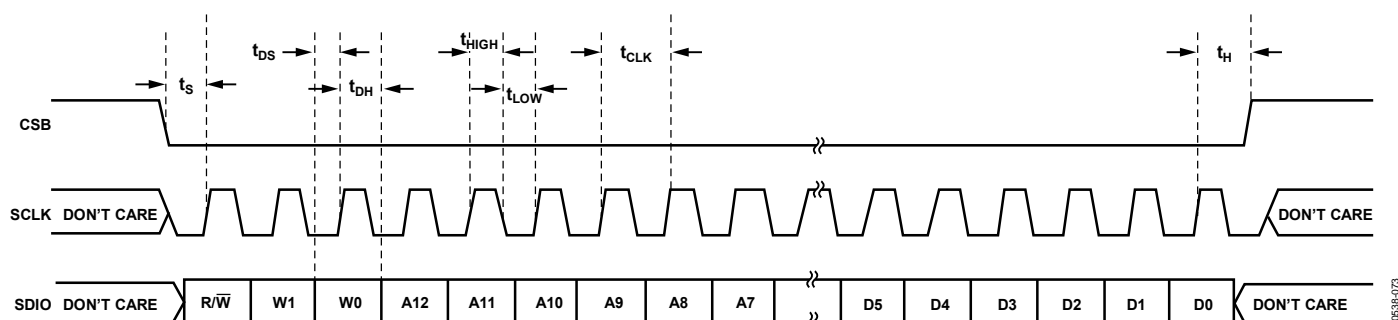 tDS
tHIGH
tCLK
tH
tS
tDH
tLOW
CSB
SCLK DON'T CARE
DON'T CARE
SDIO DON'T CARE
R/W̅ W1 W0 A12 A11 A10 A9 A8 A7 D5 D4 D3 D2 D1 D0
DON'T CARE